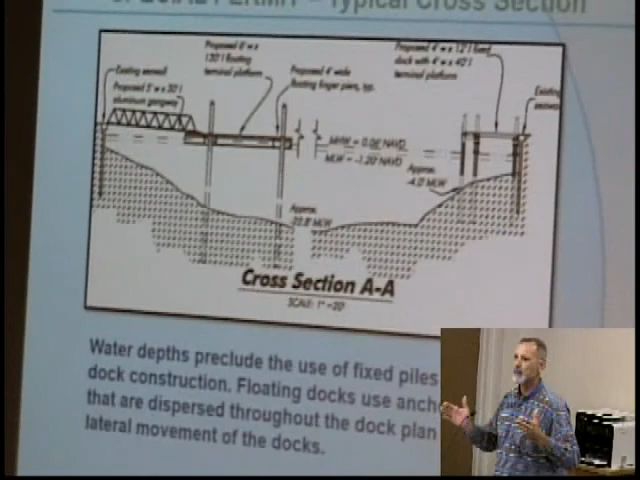 PERMIT – Typical Cross Section
Proposed 6' w x
130' l floating
terminal platform
Proposed 4' w x 12' l fixed
dock with 4' w x 40' l
terminal platform
Existing seawall
Proposed 5' w x 30' l
aluminum gangway
Proposed 4' wide
floating finger piers, typ.
Existing
MHW = 0.06' NAVD
MLW = -1.20' NAVD
Approx.
-4.0' MLW
Approx.
-20.8' MLW
Cross Section A-A
SCALE: 1" =20'
Water depths preclude the use of fixed piles
dock construction. Floating docks use
that are dispersed throughout the dock plan
lateral movement of the docks.